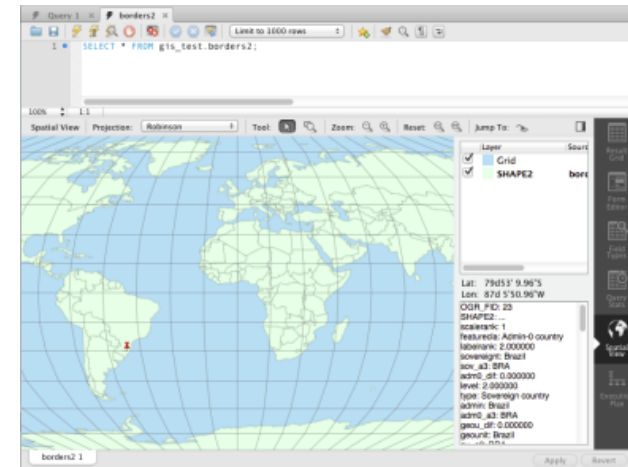 Query 1
borders2
Limit to 1000 rows
1 SELECT * FROM gis_test.borders2;
100% 1:1
Spatial View Projection: Robinson Tool: Zoom: Reset: Jump To:
Layer Sourc
Grid
SHAPE2 bord
Lat: 79d53' 9.96"S
Lon: 87d 5'50.96"W
OGR_FID: 23
SHAPE2: ...
scalerank: 1
featurecla: Admin-0 country
labelrank: 2.000000
sovereignt: Brazil
sov_a3: BRA
adm0_dif: 0.000000
level: 2.000000
type: Sovereign country
admin: Brazil
adm0_a3: BRA
geou_dif: 0.000000
geounit: Brazil
Result Grid
Form Editor
Field Types
Query Stats
Spatial View
Execution Plan
borders2 1
Apply Revert